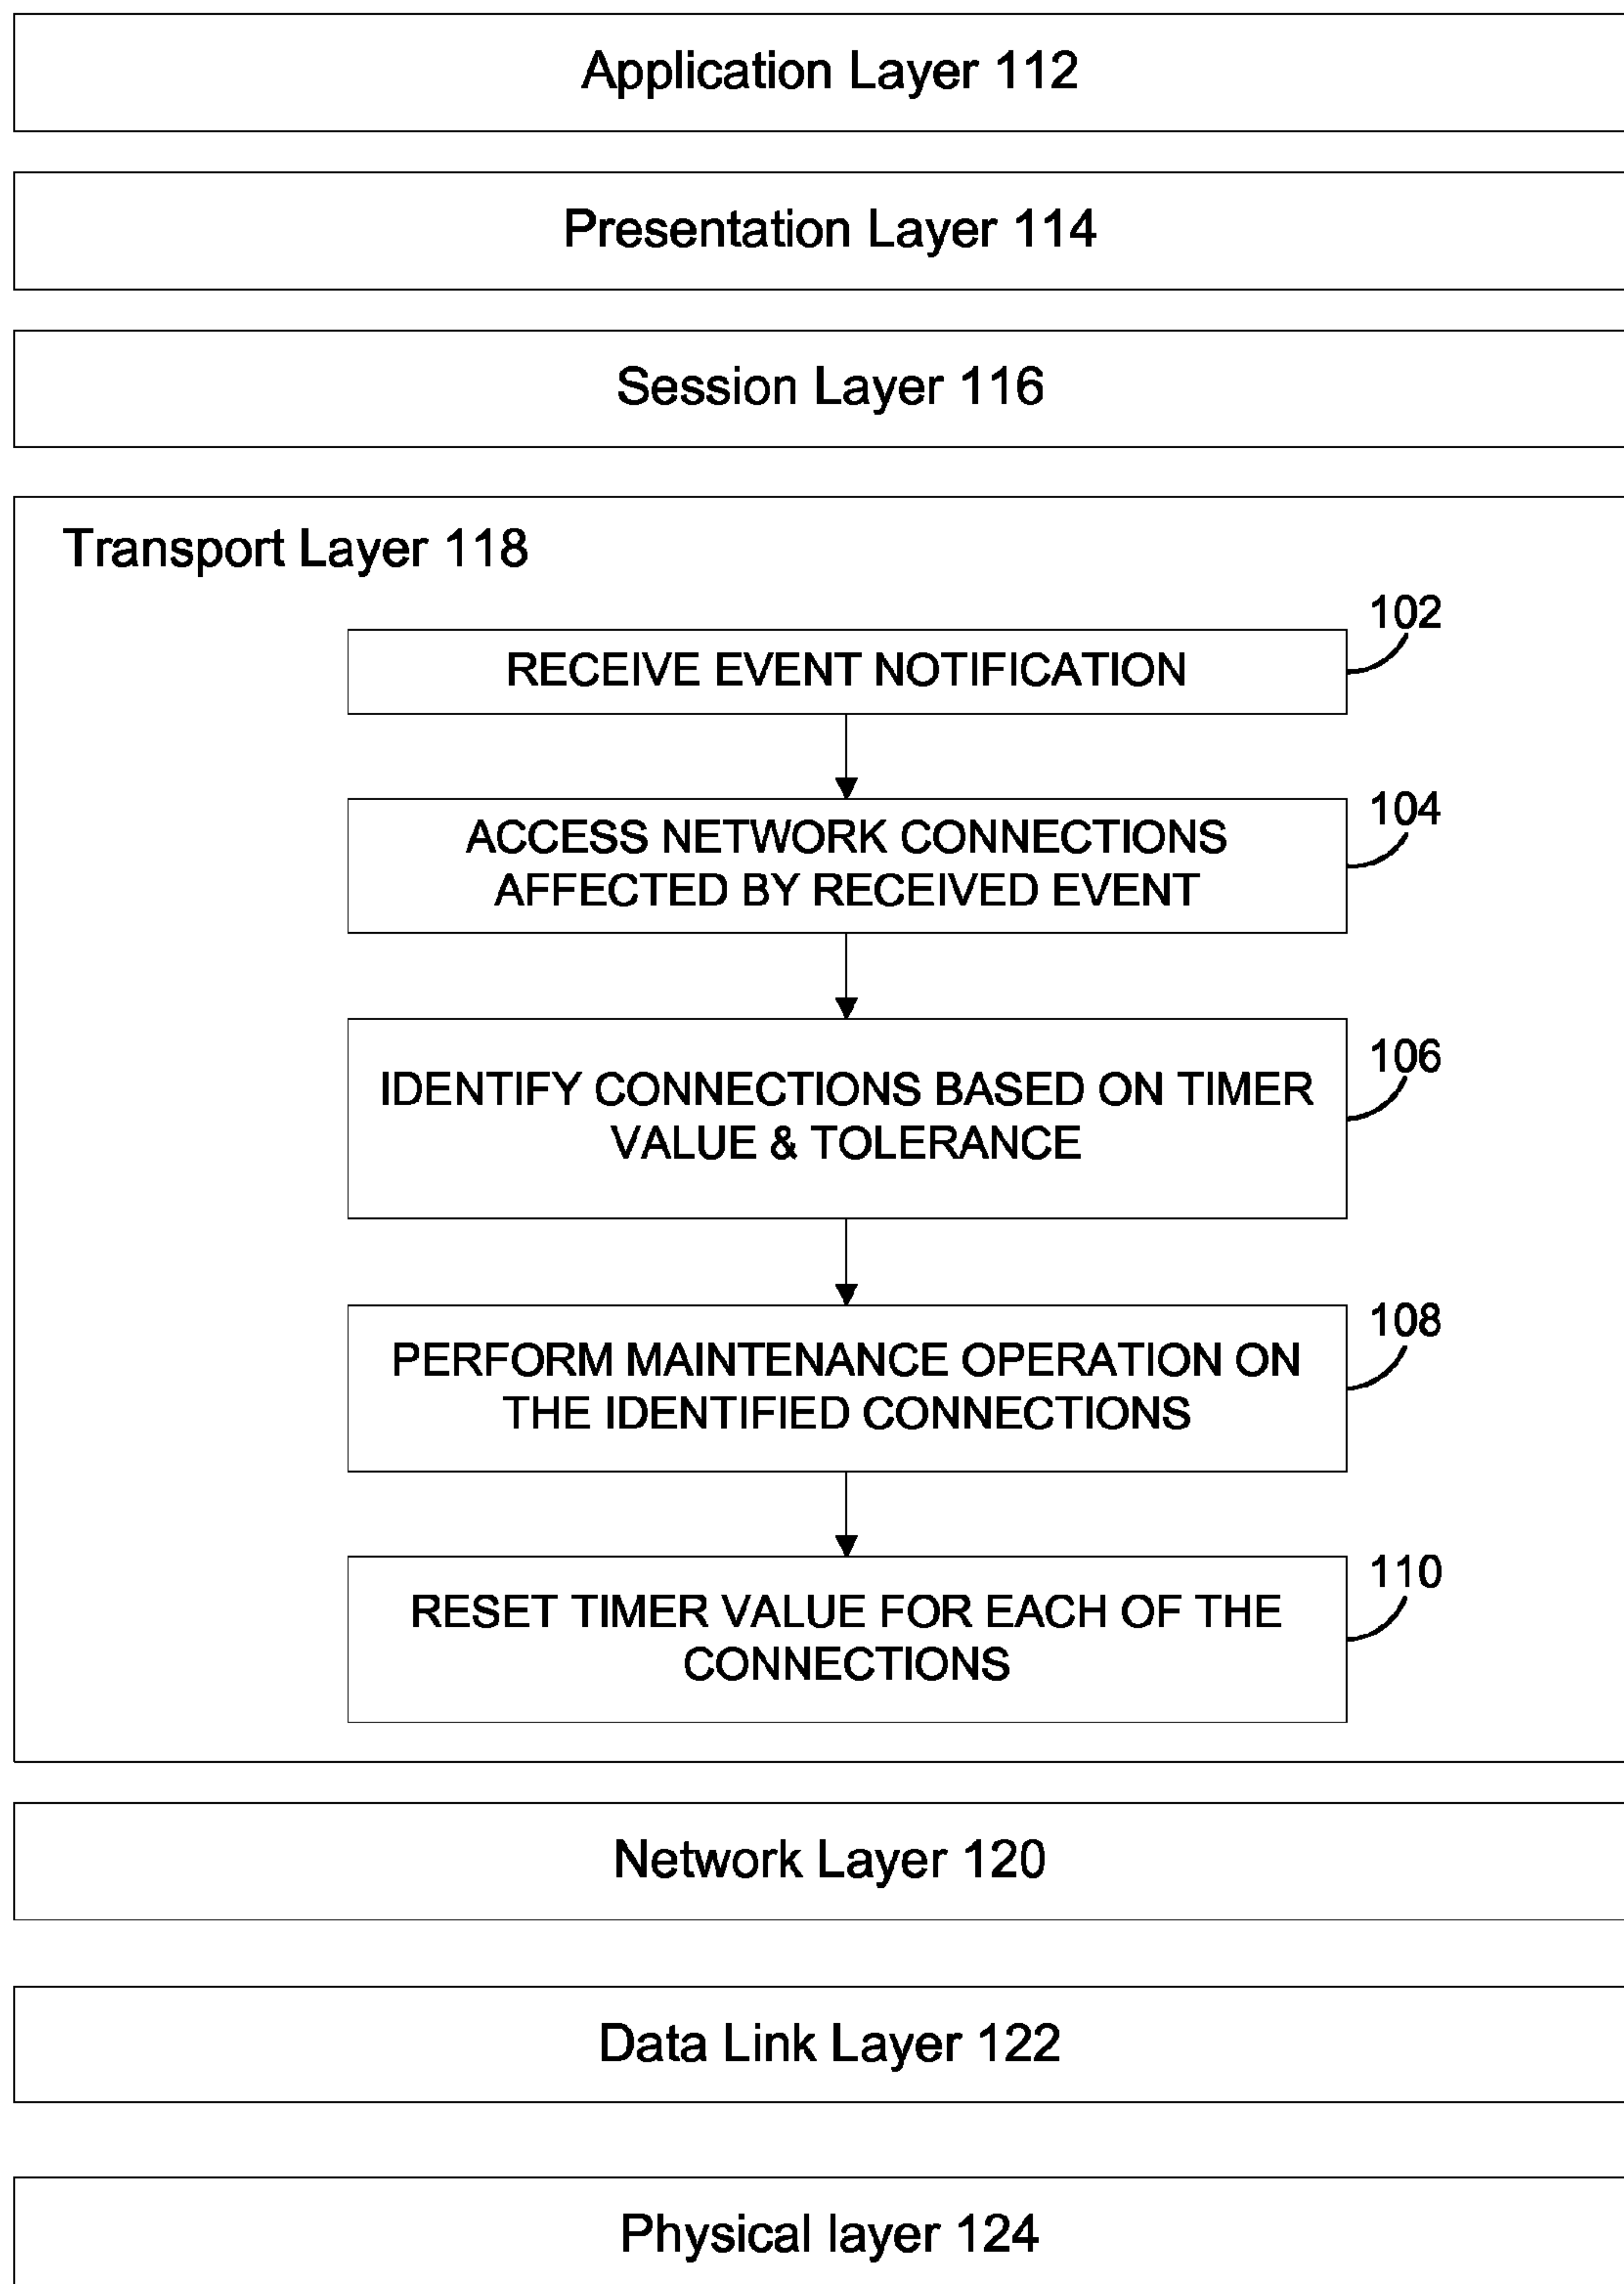 Application Layer 112
Presentation Layer 114
Session Layer 116
Transport Layer 118
102
RECEIVE EVENT NOTIFICATION
104
ACCESS NETWORK CONNECTIONS
AFFECTED BY RECEIVED EVENT
106
IDENTIFY CONNECTIONS BASED ON TIMER
VALUE & TOLERANCE
108
PERFORM MAINTENANCE OPERATION ON
THE IDENTIFIED CONNECTIONS
110
RESET TIMER VALUE FOR EACH OF THE
CONNECTIONS
Network Layer 120
Data Link Layer 122
Physical layer 124